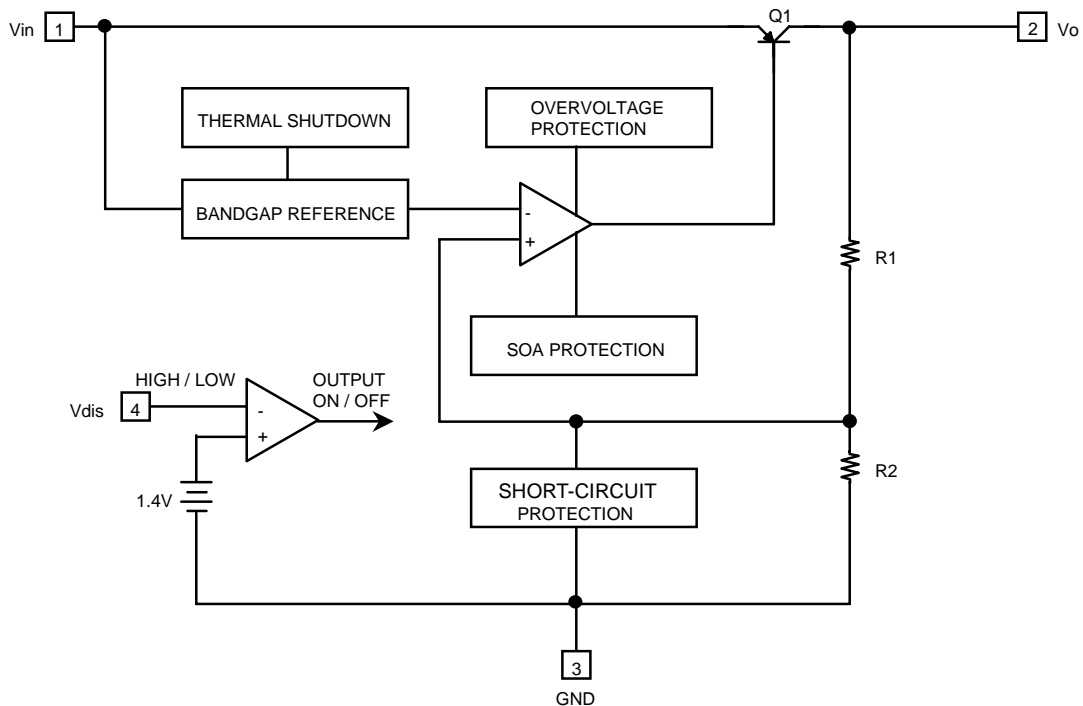 Q1
Vin 1
2 Vo
THERMAL SHUTDOWN
OVERVOLTAGE
PROTECTION
BANDGAP REFERENCE
-
+
R1
SOA PROTECTION
HIGH / LOW
OUTPUT
ON / OFF
Vdis 4
-
+
1.4V
R2
SHORT-CIRCUIT
PROTECTION
3
GND